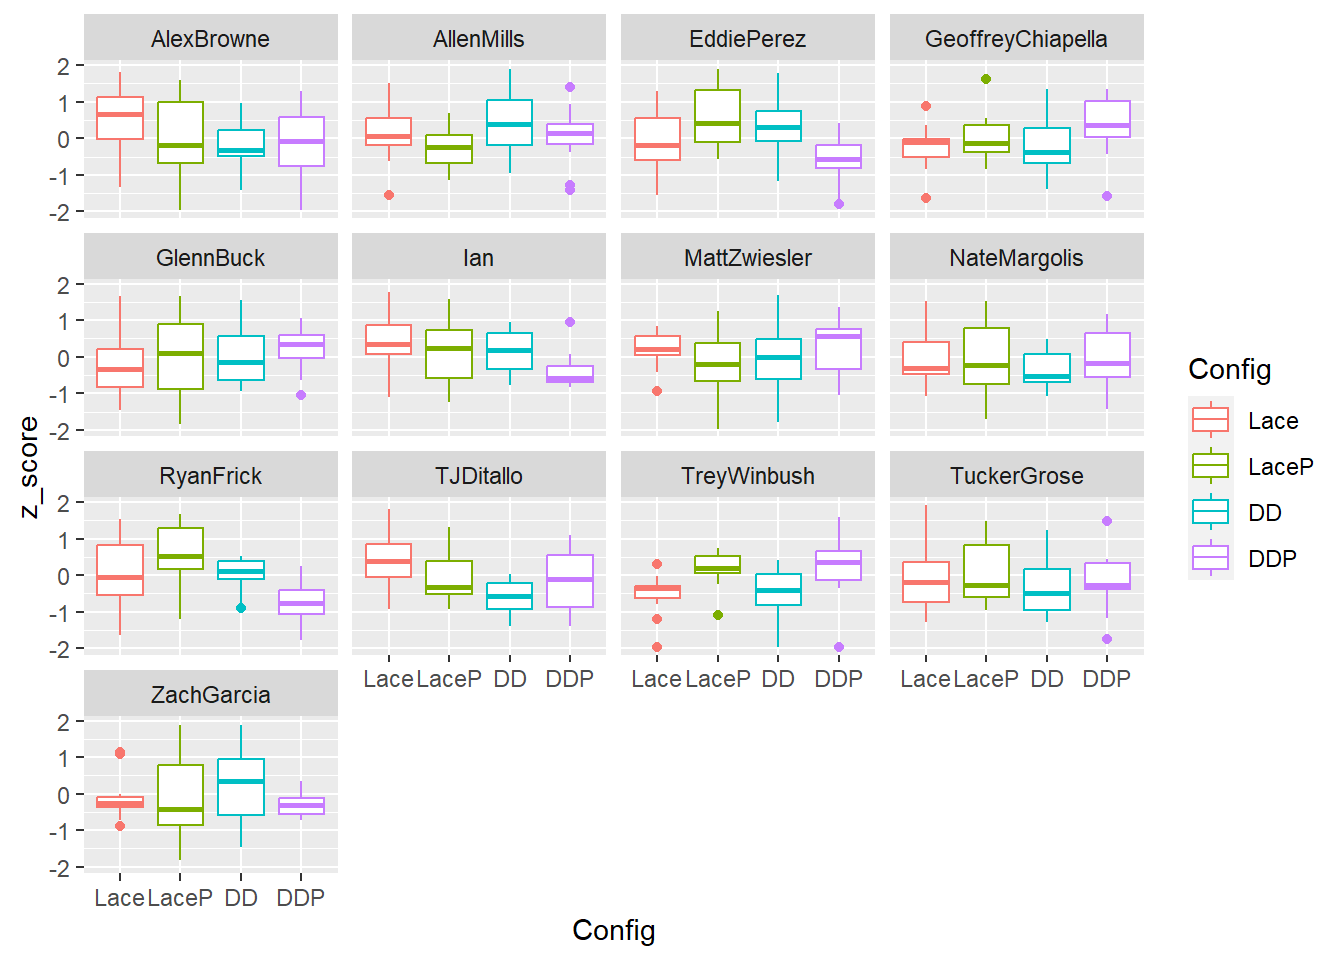 AlexBrowne AllenMills EddiePerez GeoffreyChiapella
2
1
0
-1
-2
GlennBuck Ian MattZwiesler NateMargolis
2
1
0
-1
-2
RyanFrick TJDitallo TreyWinbush TuckerGrose
2
1
0
-1
-2
Lace LaceP DD DDP Lace LaceP DD DDP Lace LaceP DD DDP
ZachGarcia
2
1
0
-1
-2
Lace LaceP DD DDP
Config
z_score
Config
Lace
LaceP
DD
DDP